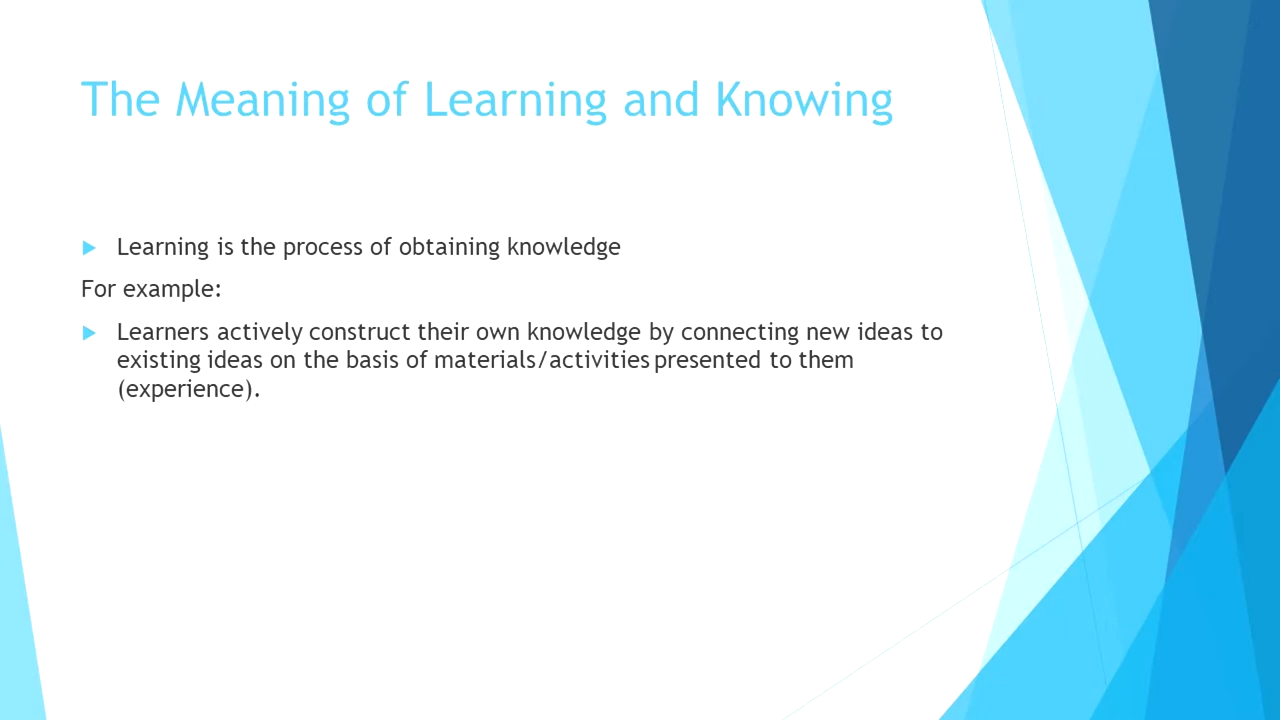 The Meaning of Learning and Knowing
Learning is the process of obtaining knowledge
For example:
Learners actively construct their own knowledge by connecting new ideas to
existing ideas on the basis of materials/activities presented to them
(experience).